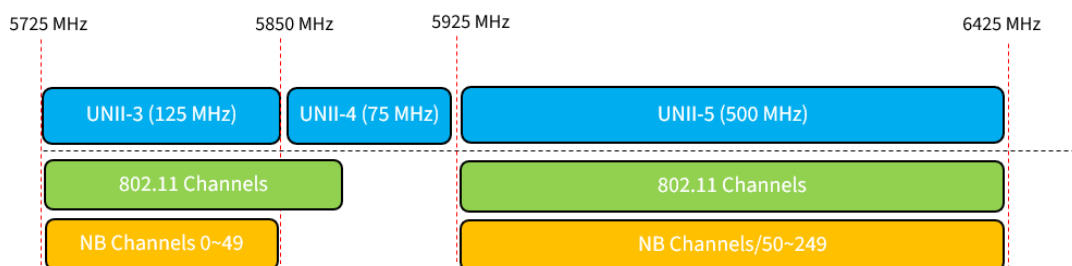 5725 MHz
5850 MHz
5925 MHz
6425 MHz
UNII-3 (125 MHz)
UNII-4 (75 MHz)
UNII-5 (500 MHz)
802.11 Channels
802.11 Channels
NB Channels 0~49
NB Channels/50~249